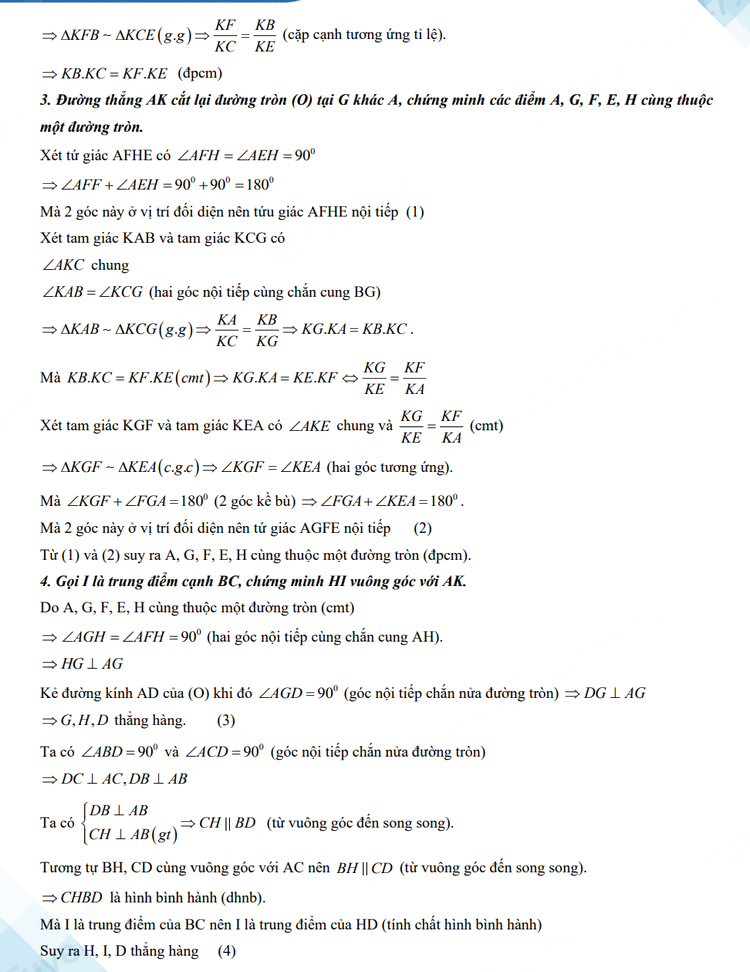 ⇒ ΔKFB ~ ΔKCE(g.g) ⇒ KF/KC = KB/KE (cặp cạnh tương ứng tỉ lệ).
⇒ KB.KC = KF.KE (đpcm)
3. Đường thẳng AK cắt lại đường tròn (O) tại G khác A, chứng minh các điểm A, G, F, E, H cùng thuộc
một đường tròn.
Xét tứ giác AFHE có ∠AFH = ∠AEH = 90⁰
⇒ ∠AFF + ∠AEH = 90⁰ + 90⁰ = 180⁰
Mà 2 góc này ở vị trí đối diện nên tứu giác AFHE nội tiếp (1)
Xét tam giác KAB và tam giác KCG có
∠AKC chung
∠KAB = ∠KCG (hai góc nội tiếp cùng chắn cung BG)
⇒ ΔKAB ~ ΔKCG(g.g) ⇒ KA/KC = KB/KG ⇒ KG.KA = KB.KC .
Mà KB.KC = KF.KE(cmt) ⇒ KG.KA = KE.KF ⇔ KG/KE = KF/KA
Xét tam giác KGF và tam giác KEA có ∠AKE chung và KG/KE = KF/KA (cmt)
⇒ ΔKGF ~ ΔKEA(c.g.c) ⇒ ∠KGF = ∠KEA (hai góc tương ứng).
Mà ∠KGF + ∠FGA = 180⁰ (2 góc kề bù) ⇒ ∠FGA + ∠KEA = 180⁰ .
Mà 2 góc này ở vị trí đối diện nên tứ giác AGFE nội tiếp (2)
Từ (1) và (2) suy ra A, G, F, E, H cùng thuộc một đường tròn (đpcm).
4. Gọi I là trung điểm cạnh BC, chứng minh HI vuông góc với AK.
Do A, G, F, E, H cùng thuộc một đường tròn (cmt)
⇒ ∠AGH = ∠AFH = 90⁰ (hai góc nội tiếp cùng chắn cung AH).
⇒ HG ⊥ AG
Kẻ đường kính AD của (O) khi đó ∠AGD = 90⁰ (góc nội tiếp chắn nửa đường tròn) ⇒ DG ⊥ AG
⇒ G, H, D thẳng hàng. (3)
Ta có ∠ABD = 90⁰ và ∠ACD = 90⁰ (góc nội tiếp chắn nửa đường tròn)
⇒ DC ⊥ AC, DB ⊥ AB
Ta có { DB ⊥ AB
CH ⊥ AB(gt) ⇒ CH || BD (từ vuông góc đến song song).
Tương tự BH, CD cùng vuông góc với AC nên BH || CD (từ vuông góc đến song song).
⇒ CHBD là hình bình hành (dhnb).
Mà I là trung điểm của BC nên I là trung điểm của HD (tính chất hình bình hành)
Suy ra H, I, D thẳng hàng (4)